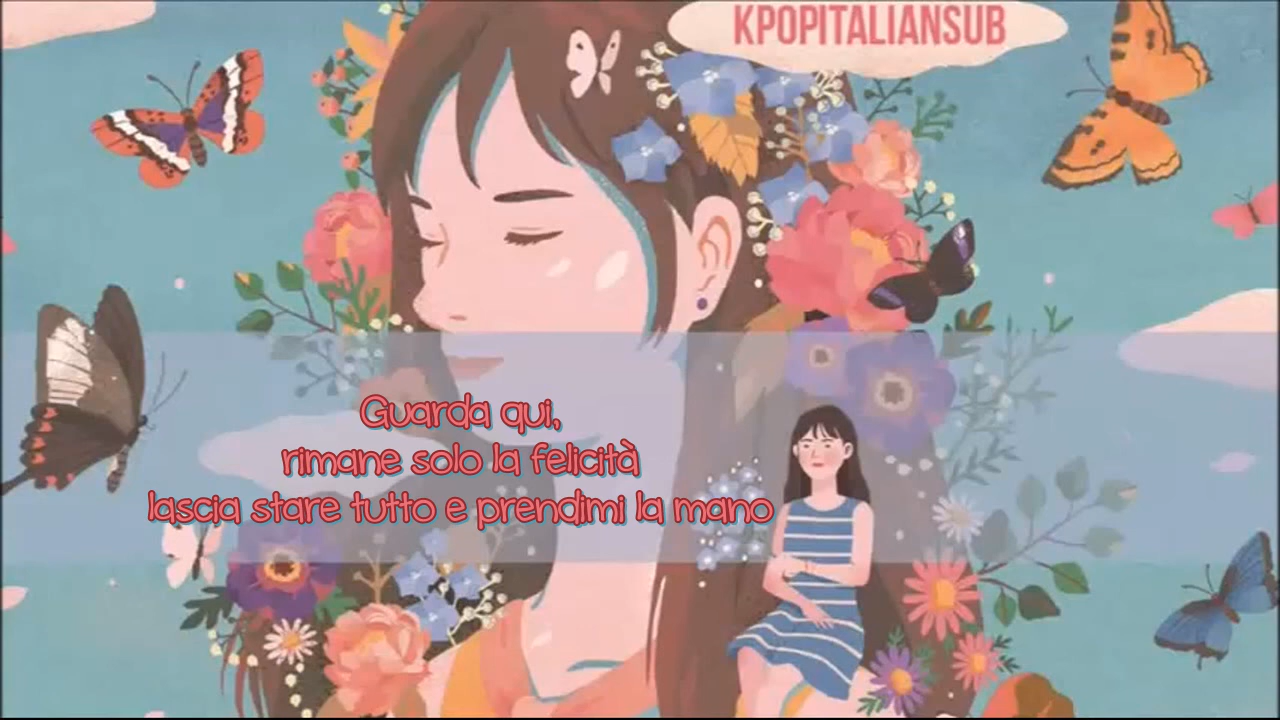 KPOPITALIANSUB
Guarda qui,
rimane solo la felicità
lascia stare tutto e prendimi la mano